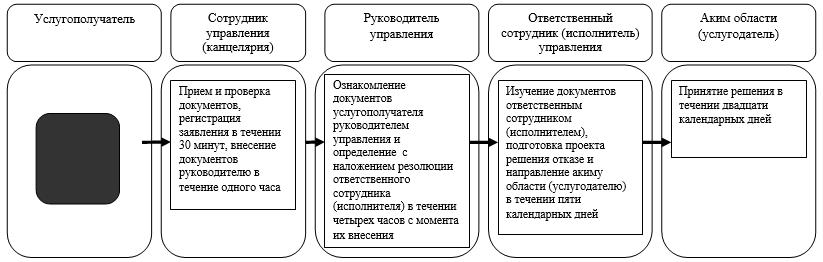 Услугополучатель
Сотрудник
управления
(канцелярия)
Руководитель
управления
Ответственный
сотрудник (исполнитель)
управления
Аким области
(услугодатель)
Прием и проверка
документов,
регистрация
заявления в течении
30 минут, внесение
документов
руководителю в
течение одного часа
Ознакомление
документов
услугополучателя
руководителем
управления и
определение с
наложением резолюции
ответственного
сотрудника
(исполнителя) в течении
четырех часов с момента
их внесения
Изучение документов
ответственным
сотрудником
(исполнителем),
подготовка проекта
решения отказе и
направление акиму
области (услугодателю)
в течении пяти
календарных дней
Принятие решения в
течении двадцати
календарных дней